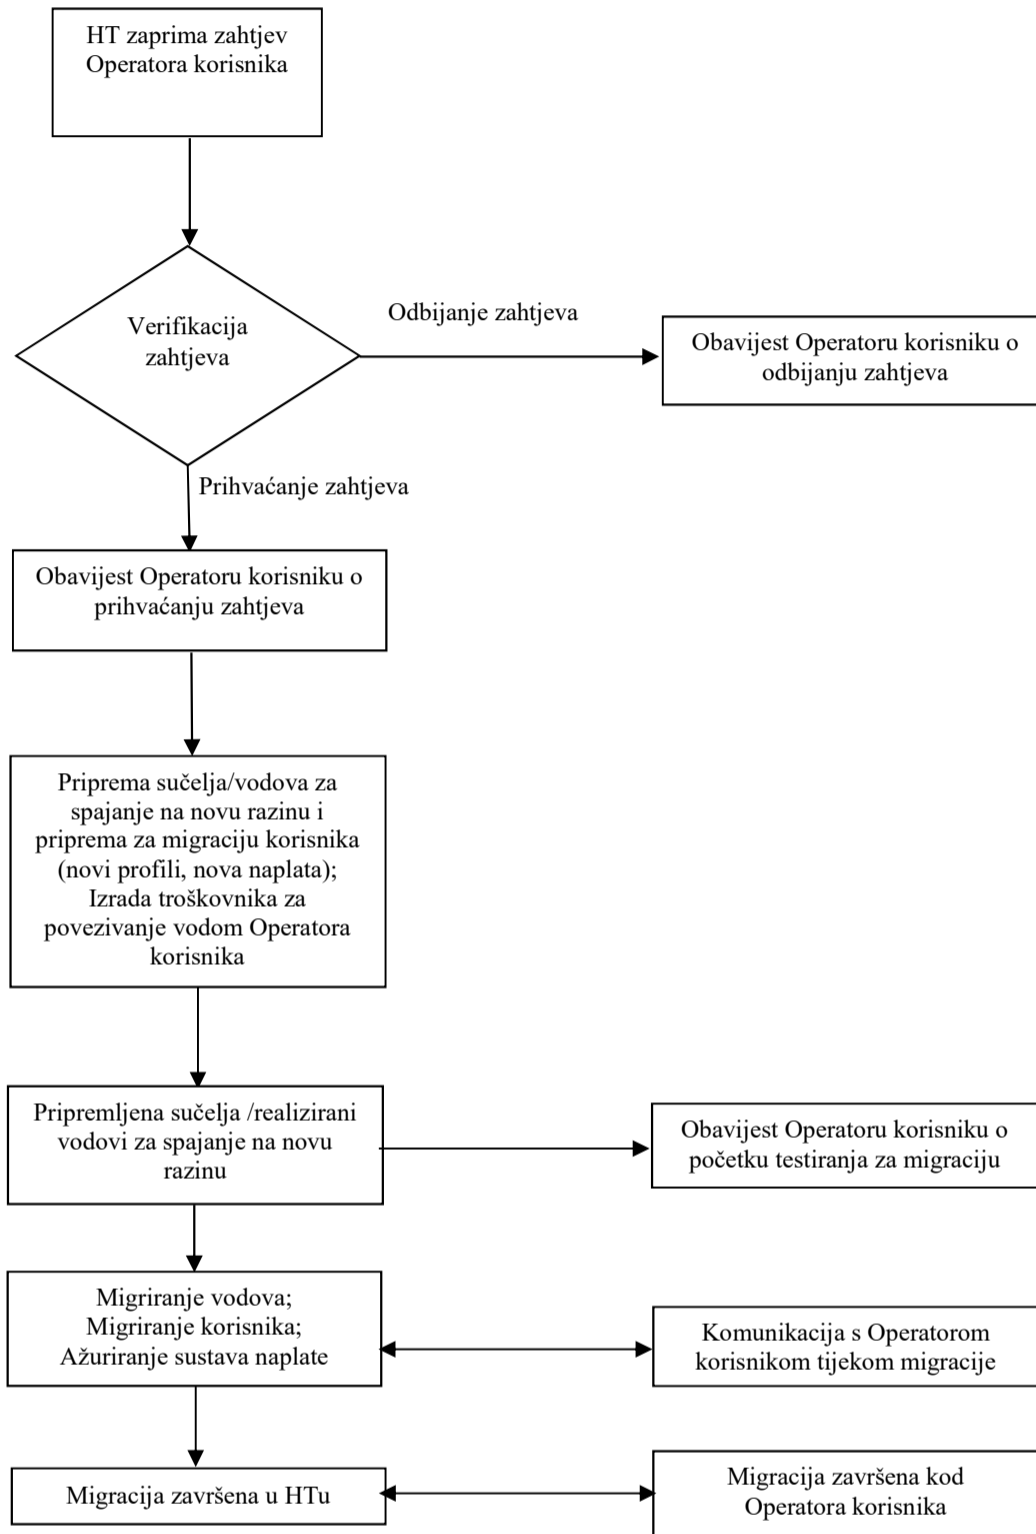 HT zaprima zahtjev
Operatora korisnika
Verifikacija
zahtjeva
Odbijanje zahtjeva
Obavijest Operatoru korisniku o
odbijanju zahtjeva
Prihvaćanje zahtjeva
Obavijest Operatoru korisniku o
prihvaćanju zahtjeva
Priprema sučelja/vodova za
spajanje na novu razinu i
priprema za migraciju korisnika
(novi profili, nova naplata);
Izrada troškovnika za
povezivanje vodom Operatora
korisnika
Pripremljena sučelja /realizirani
vodovi za spajanje na novu
razinu
Obavijest Operatoru korisniku o
početku testiranja za migraciju
Migriranje vodova;
Migriranje korisnika;
Ažuriranje sustava naplate
Komunikacija s Operatorom
korisnikom tijekom migracije
Migracija završena u HTu
Migracija završena kod
Operatora korisnika